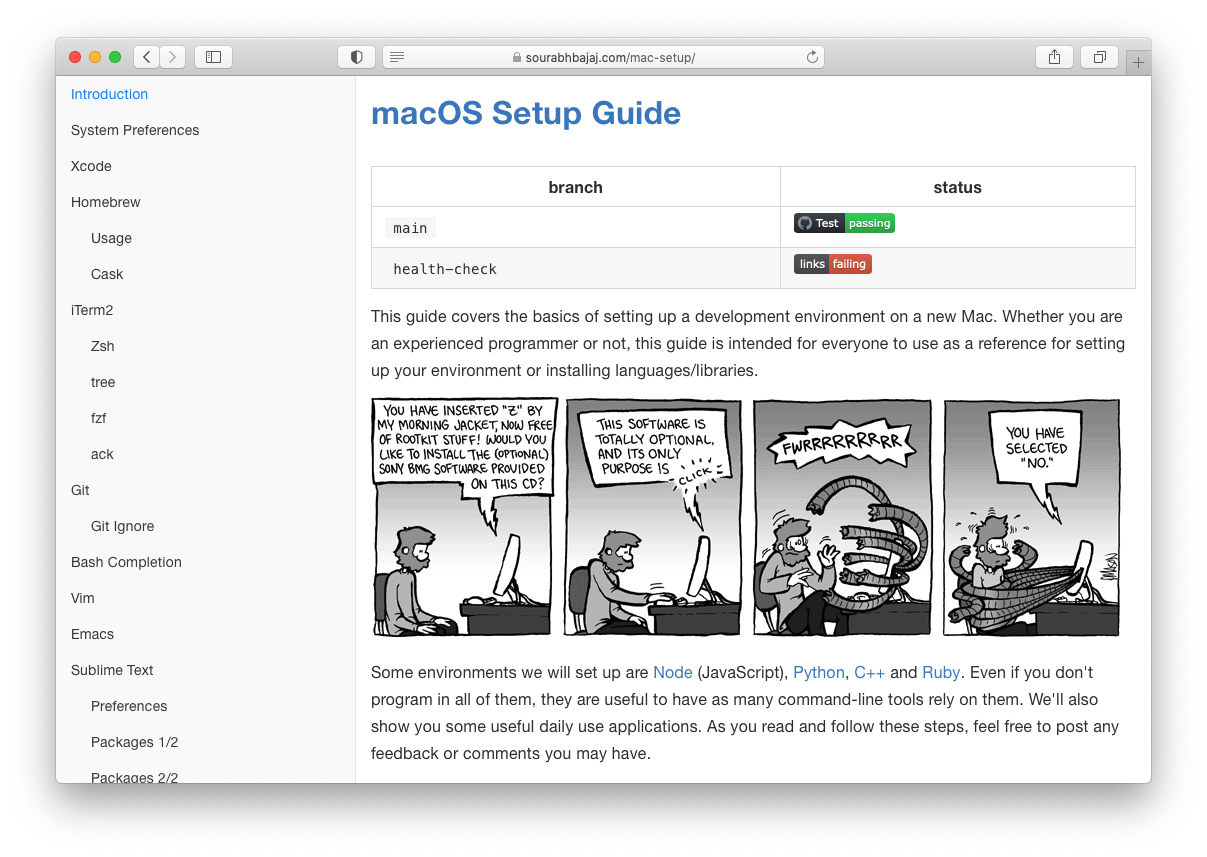 sourabhbajaj.com/mac-setup/
Introduction
System Preferences
Xcode
Homebrew
Usage
Cask
iTerm2
Zsh
tree
fzf
ack
Git
Git Ignore
Bash Completion
Vim
Emacs
Sublime Text
Preferences
Packages 1/2
Packages 2/2
macOS Setup Guide
branch status
main Test passing
health-check links failing
This guide covers the basics of setting up a development environment on a new Mac. Whether you are
an experienced programmer or not, this guide is intended for everyone to use as a reference for setting
up your environment or installing languages/libraries.
YOU HAVE INSERTED "Z" BY
MY MORNING JACKET, NOW FREE
OF ROOTKIT STUFF! WOULD YOU
LIKE TO INSTALL THE (OPTIONAL)
SONY BMG SOFTWARE PROVIDED
ON THIS CD?
THIS SOFTWARE IS
TOTALLY OPTIONAL,
AND ITS ONLY
PURPOSE IS
CLICK
FWRRRRRRRRR
YOU HAVE
SELECTED
"NO."
Some environments we will set up are Node (JavaScript), Python, C++ and Ruby. Even if you don't
program in all of them, they are useful to have as many command-line tools rely on them. We'll also
show you some useful daily use applications. As you read and follow these steps, feel free to post any
feedback or comments you may have.